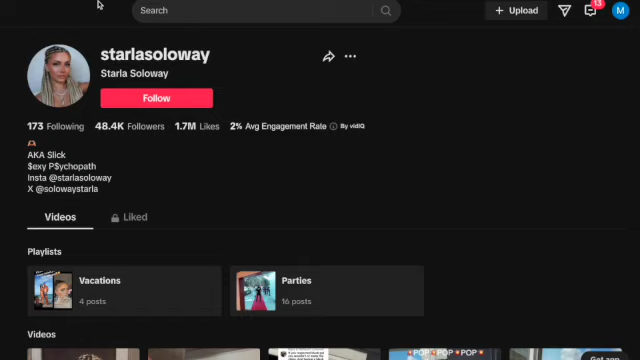 Search
+ Upload
13
M
starlasoloway
Starla Soloway
Follow
173 Following 48.4K Followers 1.7M Likes 2% Avg Engagement Rate By vidIQ
AKA Slick
$exy P$ychopath
Insta @starlasoloway
X @solowaystarla
Videos Liked
Playlists
Vacations
4 posts
Parties
16 posts
Videos
POP POP POP
Get app